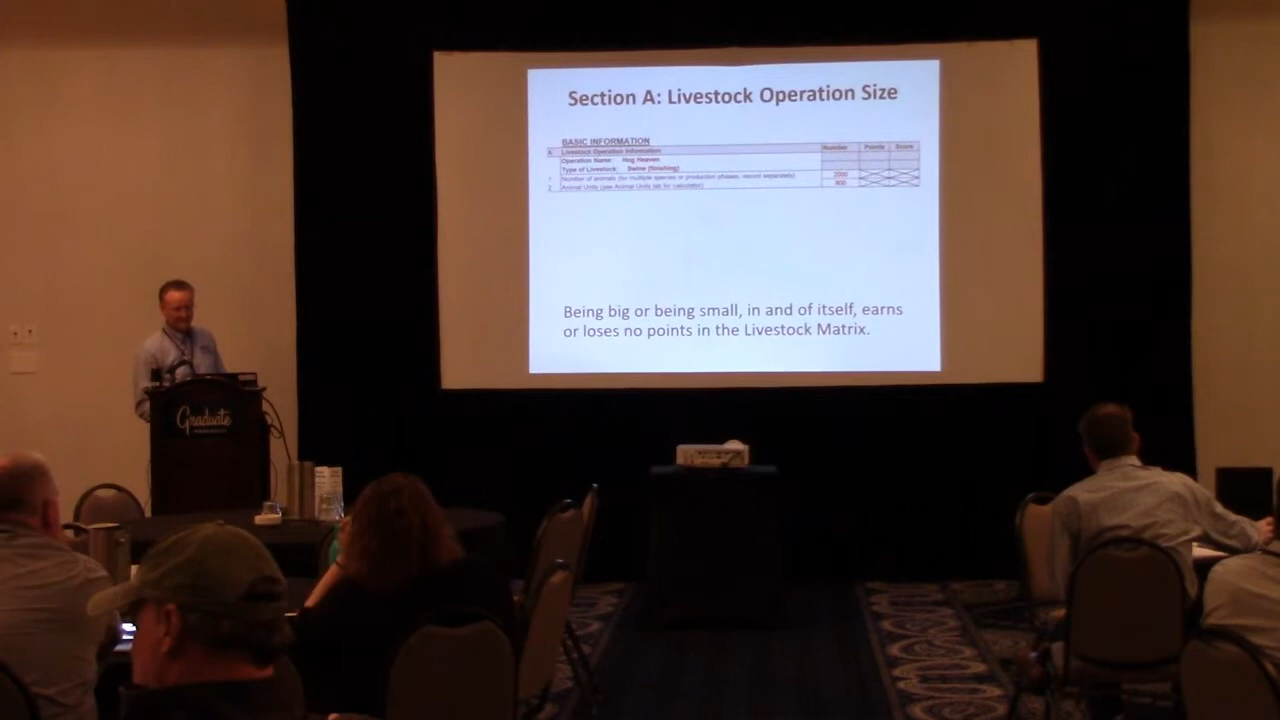 Section A: Livestock Operation Size
BASIC INFORMATION
A Livestock Operation Information Number Points Score
Operation Name: Hog Heaven
Type of Livestock: Swine (finishing)
1 Number of animals (for multiple species or production phases, record separately) 2000
2 Animal Units (use Animal Units tab for calculator) 800
Being big or being small, in and of itself, earns
or loses no points in the Livestock Matrix.
Graduate